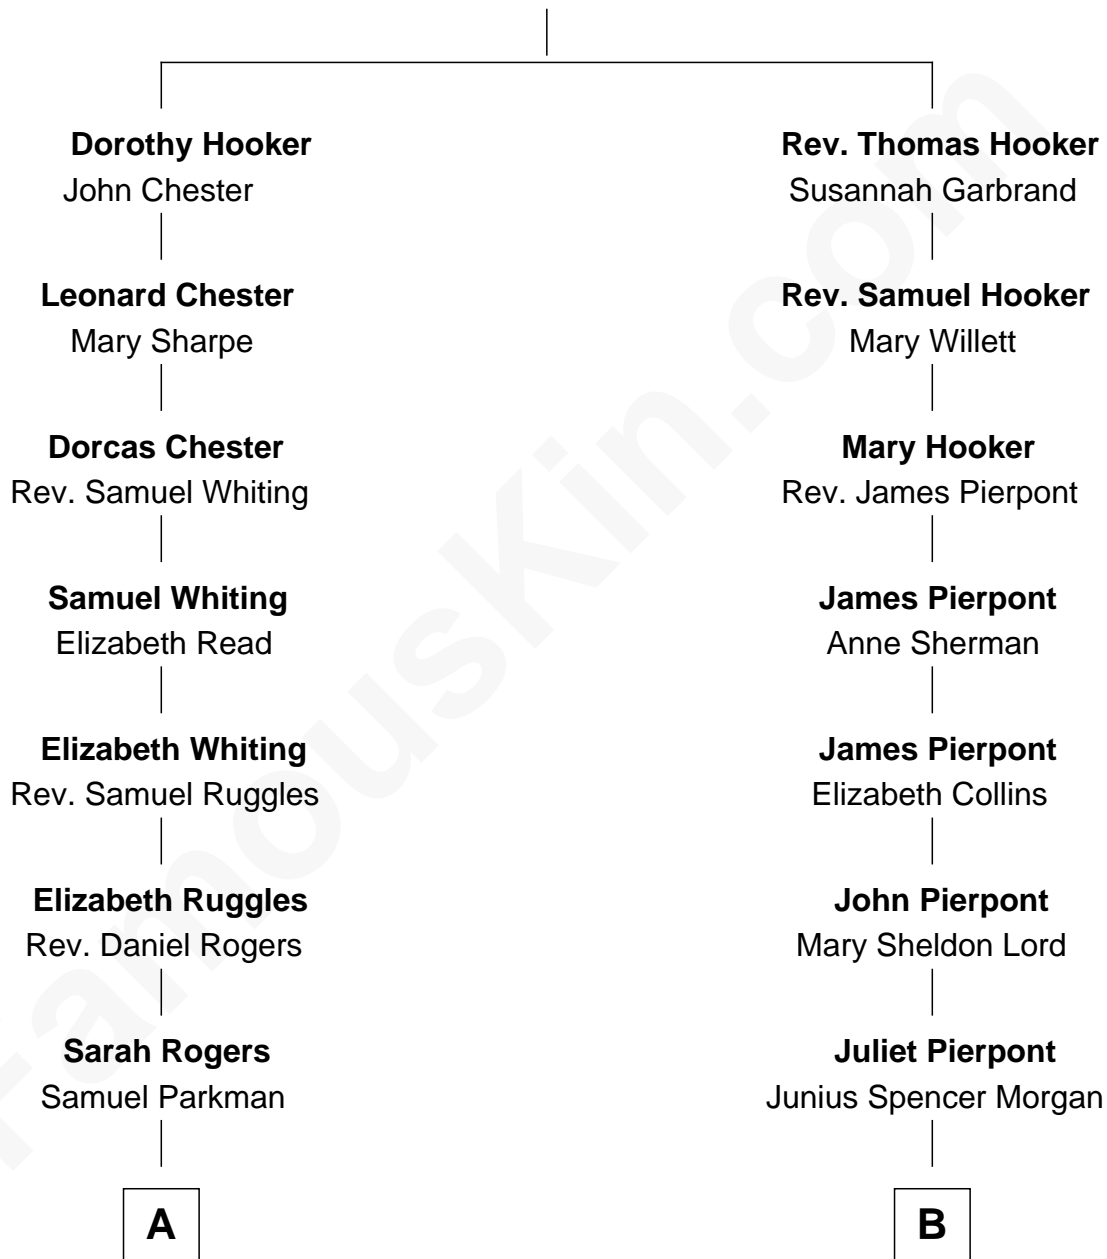 Dorothy Hooker
John Chester
Leonard Chester
Mary Sharpe
Dorcas Chester
Rev. Samuel Whiting
Samuel Whiting
Elizabeth Read
Elizabeth Whiting
Rev. Samuel Ruggles
Elizabeth Ruggles
Rev. Daniel Rogers
Sarah Rogers
Samuel Parkman
A
Rev. Thomas Hooker
Susannah Garbrand
Rev. Samuel Hooker
Mary Willett
Mary Hooker
Rev. James Pierpont
James Pierpont
Anne Sherman
James Pierpont
Elizabeth Collins
John Pierpont
Mary Sheldon Lord
Juliet Pierpont
Junius Spencer Morgan
B
FamousKin.com